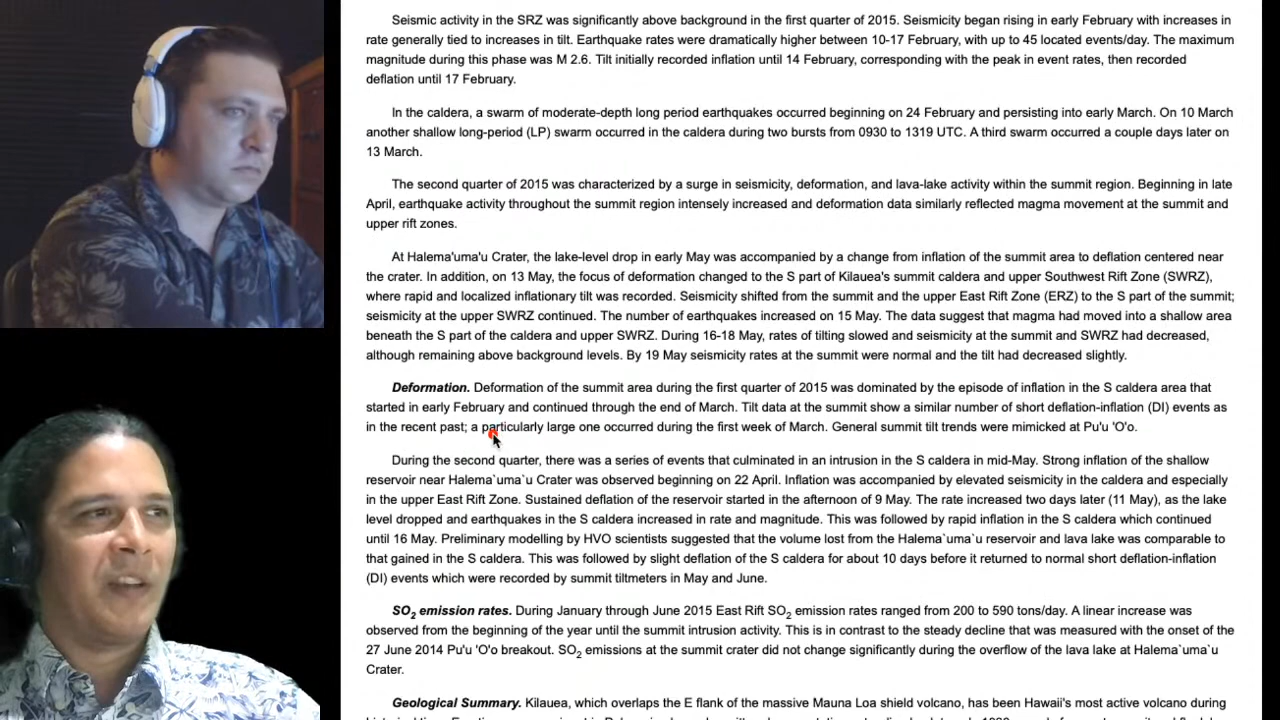 Seismic activity in the SRZ was significantly above background in the first quarter of 2015. Seismicity began rising in early February with increases in
rate generally tied to increases in tilt. Earthquake rates were dramatically higher between 10-17 February, with up to 45 located events/day. The maximum
magnitude during this phase was M 2.6. Tilt initially recorded inflation until 14 February, corresponding with the peak in event rates, then recorded
deflation until 17 February.
In the caldera, a swarm of moderate-depth long period earthquakes occurred beginning on 24 February and persisting into early March. On 10 March
another shallow long-period (LP) swarm occurred in the caldera during two bursts from 0930 to 1319 UTC. A third swarm occurred a couple days later on
13 March.
The second quarter of 2015 was characterized by a surge in seismicity, deformation, and lava-lake activity within the summit region. Beginning in late
April, earthquake activity throughout the summit region intensely increased and deformation data similarly reflected magma movement at the summit and
upper rift zones.
At Halema'uma'u Crater, the lake-level drop in early May was accompanied by a change from inflation of the summit area to deflation centered near
the crater. In addition, on 13 May, the focus of deformation changed to the S part of Kilauea's summit caldera and upper Southwest Rift Zone (SWRZ),
where rapid and localized inflationary tilt was recorded. Seismicity shifted from the summit and the upper East Rift Zone (ERZ) to the S part of the summit;
seismicity at the upper SWRZ continued. The number of earthquakes increased on 15 May. The data suggest that magma had moved into a shallow area
beneath the S part of the caldera and upper SWRZ. During 16-18 May, rates of tilting slowed and seismicity at the summit and SWRZ had decreased,
although remaining above background levels. By 19 May seismicity rates at the summit were normal and the tilt had decreased slightly.
Deformation. Deformation of the summit area during the first quarter of 2015 was dominated by the episode of inflation in the S caldera area that
started in early February and continued through the end of March. Tilt data at the summit show a similar number of short deflation-inflation (DI) events as
in the recent past; a particularly large one occurred during the first week of March. General summit tilt trends were mimicked at Pu'u 'O'o.
During the second quarter, there was a series of events that culminated in an intrusion in the S caldera in mid-May. Strong inflation of the shallow
reservoir near Halema`uma`u Crater was observed beginning on 22 April. Inflation was accompanied by elevated seismicity in the caldera and especially
in the upper East Rift Zone. Sustained deflation of the reservoir started in the afternoon of 9 May. The rate increased two days later (11 May), as the lake
level dropped and earthquakes in the S caldera increased in rate and magnitude. This was followed by rapid inflation in the S caldera which continued
until 16 May. Preliminary modelling by HVO scientists suggested that the volume lost from the Halema`uma`u reservoir and lava lake was comparable to
that gained in the S caldera. This was followed by slight deflation of the S caldera for about 10 days before it returned to normal short deflation-inflation
(DI) events which were recorded by summit tiltmeters in May and June.
SO2 emission rates. During January through June 2015 East Rift SO2 emission rates ranged from 200 to 590 tons/day. A linear increase was
observed from the beginning of the year until the summit intrusion activity. This is in contrast to the steady decline that was measured with the onset of the
27 June 2014 Pu'u 'O'o breakout. SO2 emissions at the summit crater did not change significantly during the overflow of the lava lake at Halema`uma`u
Crater.
Geological Summary. Kilauea, which overlaps the E flank of the massive Mauna Loa shield volcano, has been Hawaii's most active volcano during